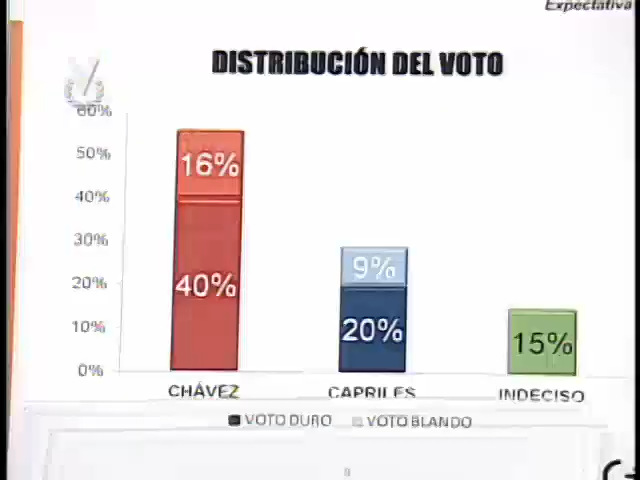 Expectativa
DISTRIBUCIÓN DEL VOTO
60%
50%
40%
30%
20%
10%
0%
16%
40%
9%
20%
15%
CHÁVEZ
CAPRILES
INDECISO
VOTO DURO
VOTO BLANDO